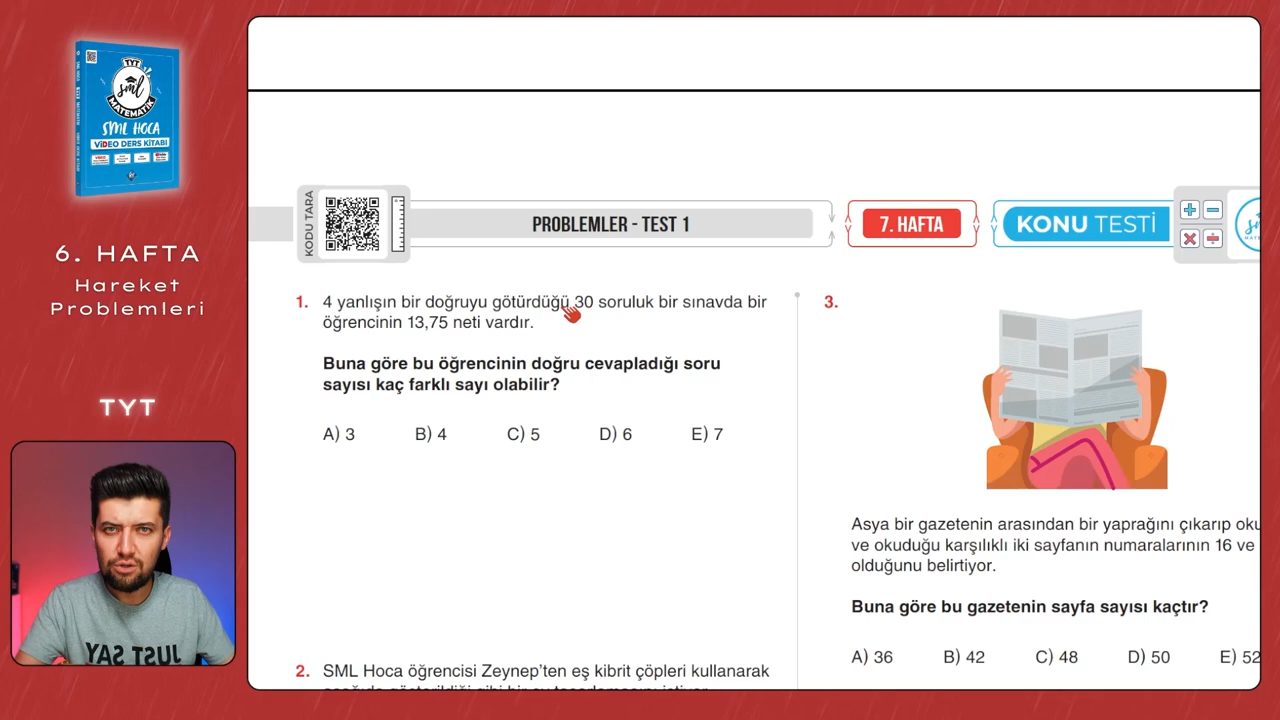 TYT
sml
MATEMATİK
SML HOCA
VİDEO DERS KİTABI
6. HAFTA
Hareket
Problemleri
TYT
JUST SAY
KODU TARA
PROBLEMLER - TEST 1
7. HAFTA
KONU TESTİ
1. 4 yanlışın bir doğruyu götürdüğü 30 soruluk bir sınavda bir
öğrencinin 13,75 neti vardır.
Buna göre bu öğrencinin doğru cevapladığı soru
sayısı kaç farklı sayı olabilir?
A) 3 B) 4 C) 5 D) 6 E) 7
2. SML Hoca öğrencisi Zeynep'ten eş kibrit çöpleri kullanarak
3.
Asya bir gazetenin arasından bir yaprağını çıkarıp oku
ve okuduğu karşılıklı iki sayfanın numaralarının 16 ve
olduğunu belirtiyor.
Buna göre bu gazetenin sayfa sayısı kaçtır?
A) 36 B) 42 C) 48 D) 50 E) 52